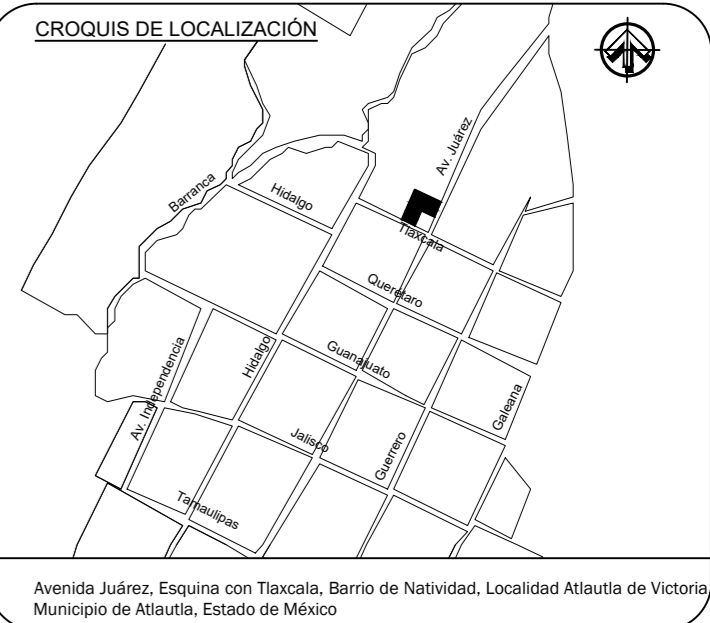 CROQUIS DE LOCALIZACIÓN
Av. Juárez
Barranca
Hidalgo
Tlaxcala
Querétaro
Guanajuato
Hidalgo
Av. Independencia
Galeana
Jalisco
Guerrero
Tamaulipas
Avenida Juárez, Esquina con Tlaxcala, Barrio de Natividad, Localidad Atlautla de Victoria,
Municipio de Atlautla, Estado de México